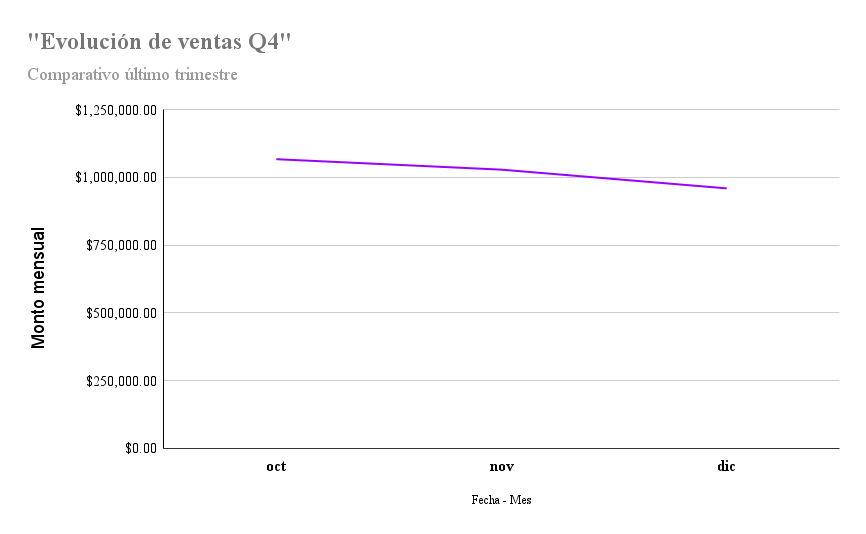 "Evolución de ventas Q4"
Comparativo último trimestre
Monto mensual
$1,250,000.00
$1,000,000.00
$750,000.00
$500,000.00
$250,000.00
$0.00
oct nov dic
Fecha - Mes